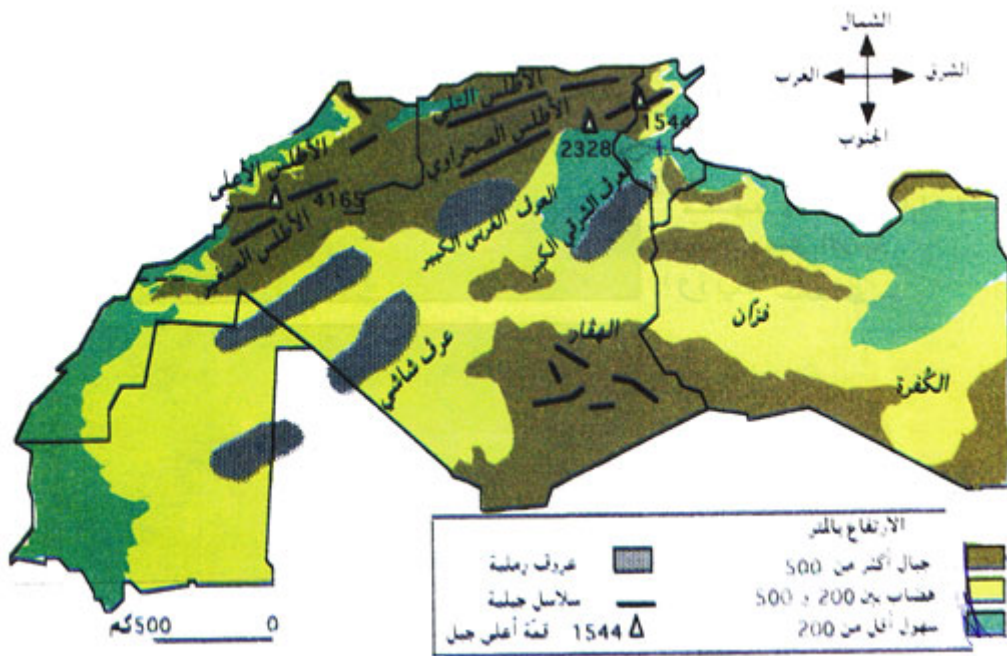 الشمال
الشرق
العرب
الجنوب
الأطلس التلي
الأطلس الصحراوي
1544
2328
الأطلس الأعلى
4165
الأطلس الصغير
العرق الغربي الكبير
العرق الشرقي الكبير
عرق شاشي
الهقار
فزان
الكفرة
الارتفاع بالمتر
جبال أكثر من 500
هضاب بين 200 و 500
سهول أقل من 200
عروق رملية
سلاسل جبلية
قمة أعلى جبل 1544
0 500كم